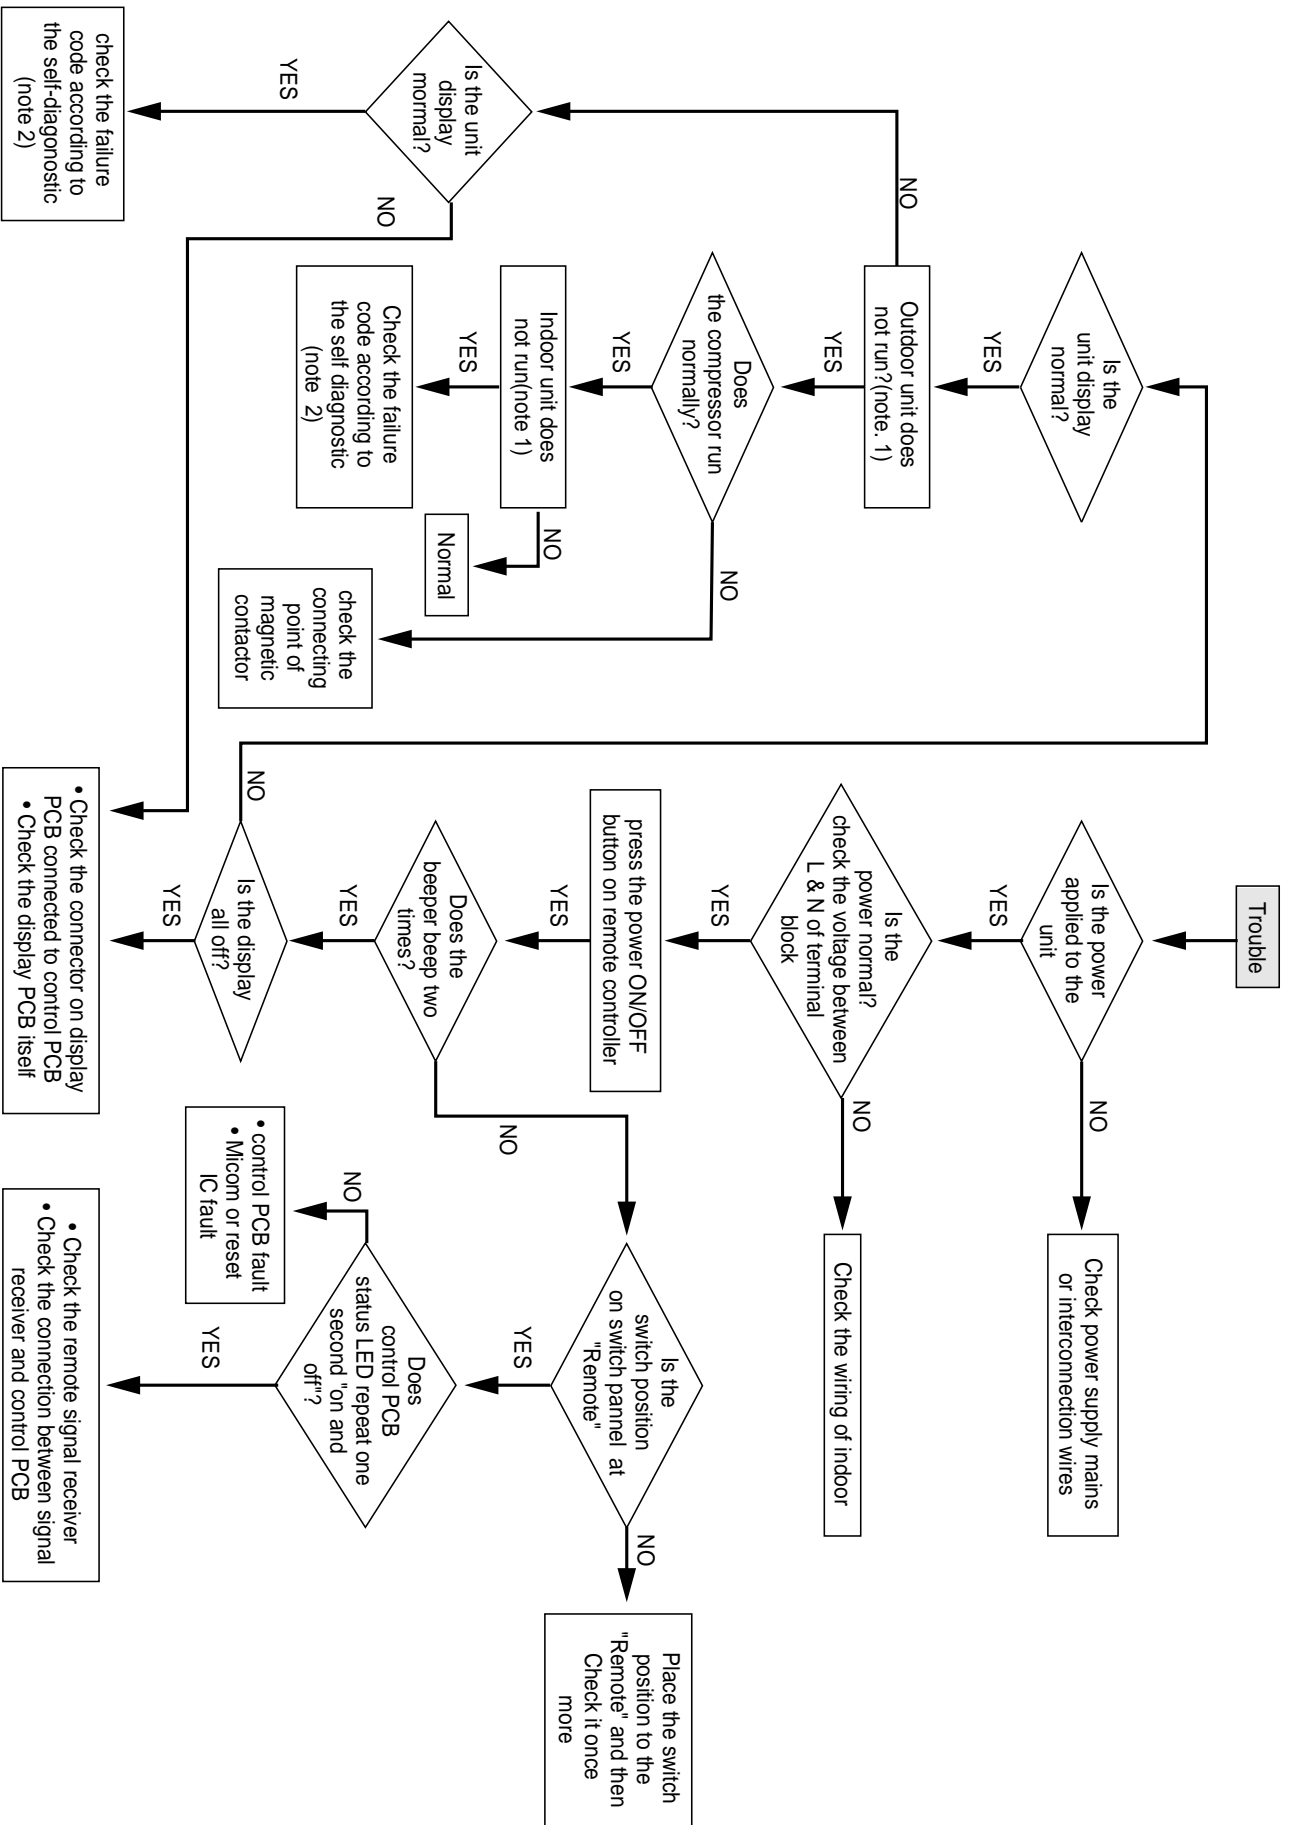 Trouble
Is the power
applied to the
unit
NO
Check power supply mains
or interconnection wires
YES
Is the
power normal?
check the voltage between
L & N of terminal
block
NO
Check the wiring of indoor
YES
press the power ON/OFF
button on remote controller
YES
Does the
beeper beep two
times?
NO
YES
Is the display
all off?
NO
YES
• Check the connector on display
PCB connected to control PCB
• Check the display PCB itself
Is the
switch position
on switch pannel at
"Remote"
NO
Place the switch
position to the
"Remote" and then
Check it once
more
YES
Does
control PCB
status LED repeat one
second "on and
off"?
NO
• control PCB fault
• Micom or reset
IC fault
YES
• Check the remote signal receiver
• Check the connection between signal
receiver and control PCB
Is the
unit display
normal?
YES
Outdoor unit does
not run?(note. 1)
NO
YES
Does
the compressor run
normally?
NO
check the
connecting
point of
magnetic
contactor
YES
Indoor unit does
not run(note 1)
NO
Normal
YES
Check the failure
code according to
the self diagnostic
(note 2)
Is the unit
display
mormal?
NO
YES
check the failure
code according to
the self-diagonostic
(note 2)